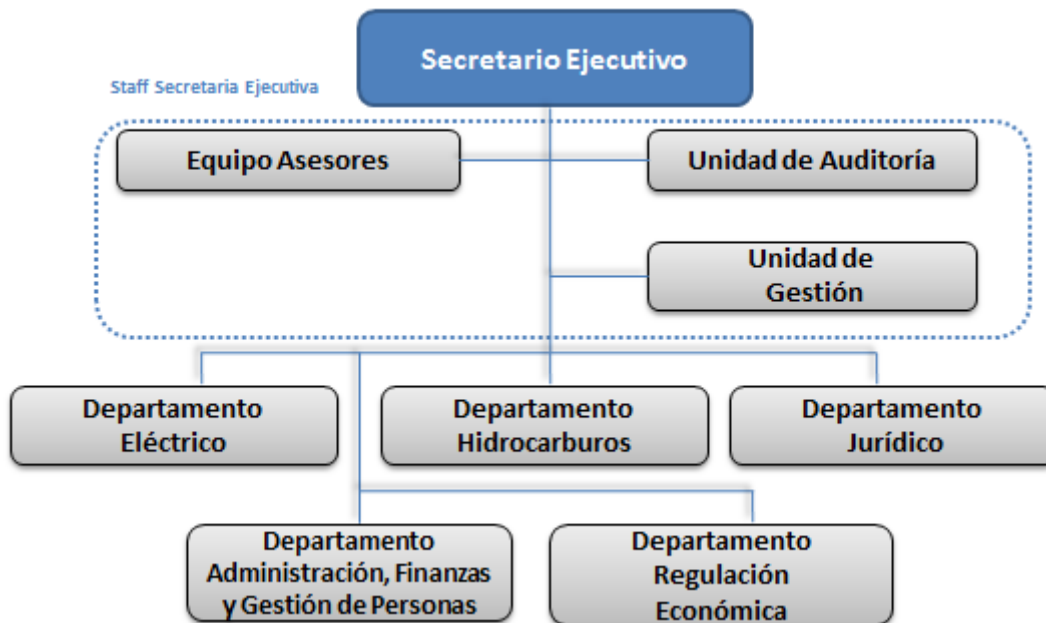 Secretario Ejecutivo
Staff Secretaria Ejecutiva
Equipo Asesores
Unidad de Auditoría
Unidad de
Gestión
Departamento
Eléctrico
Departamento
Hidrocarburos
Departamento
Jurídico
Departamento
Administración, Finanzas
y Gestión de Personas
Departamento
Regulación
Económica